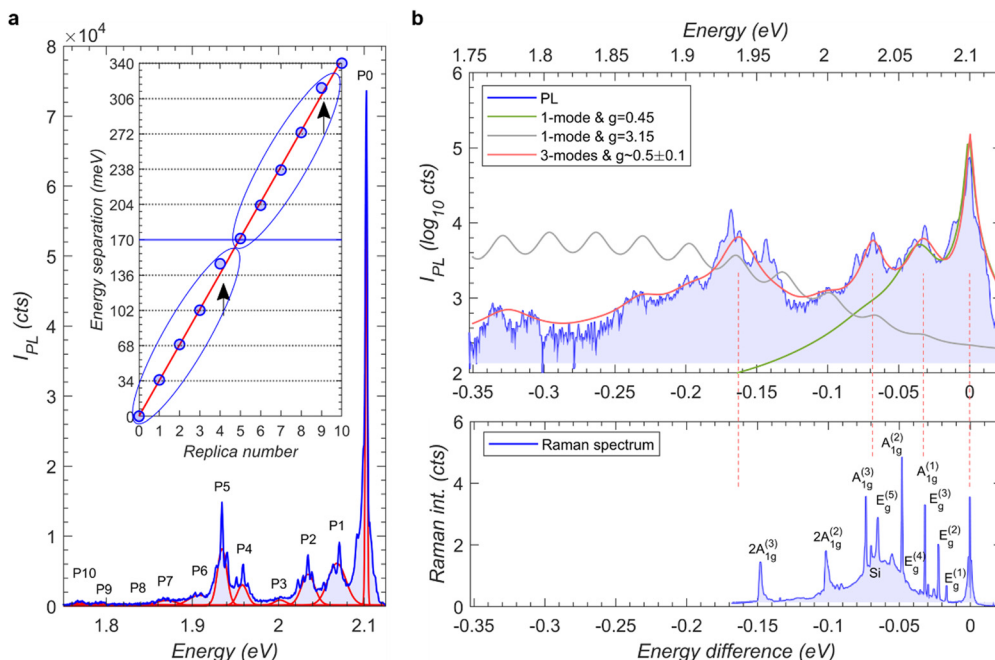 a
b
×10⁴
8
7
6
5
4
3
2
1
0
I_PL (cts)
1.8
1.9
2
2.1
Energy (eV)
P10
P9
P8
P7
P6
P5
P4
P3
P2
P1
P0
340
306
272
238
204
170
136
102
68
34
0
Energy separation (meV)
0 1 2 3 4 5 6 7 8 9 10
Replica number
Energy (eV)
1.75 1.8 1.85 1.9 1.95 2 2.05 2.1
6
5
4
3
2
I_PL (log₁₀ cts)
PL
1-mode & g=0.45
1-mode & g=3.15
3-modes & g~0.5±0.1
-0.35 -0.3 -0.25 -0.2 -0.15 -0.1 -0.05 0
Raman spectrum
6
4
2
0
Raman int. (cts)
2A₁g⁽³⁾
2A₁g⁽²⁾
A₁g⁽³⁾
Si
E_g⁽⁵⁾
A₁g⁽²⁾
E_g⁽⁴⁾
A₁g⁽¹⁾
E_g⁽³⁾
E_g⁽²⁾
E_g⁽¹⁾
-0.35 -0.3 -0.25 -0.2 -0.15 -0.1 -0.05 0
Energy difference (eV)